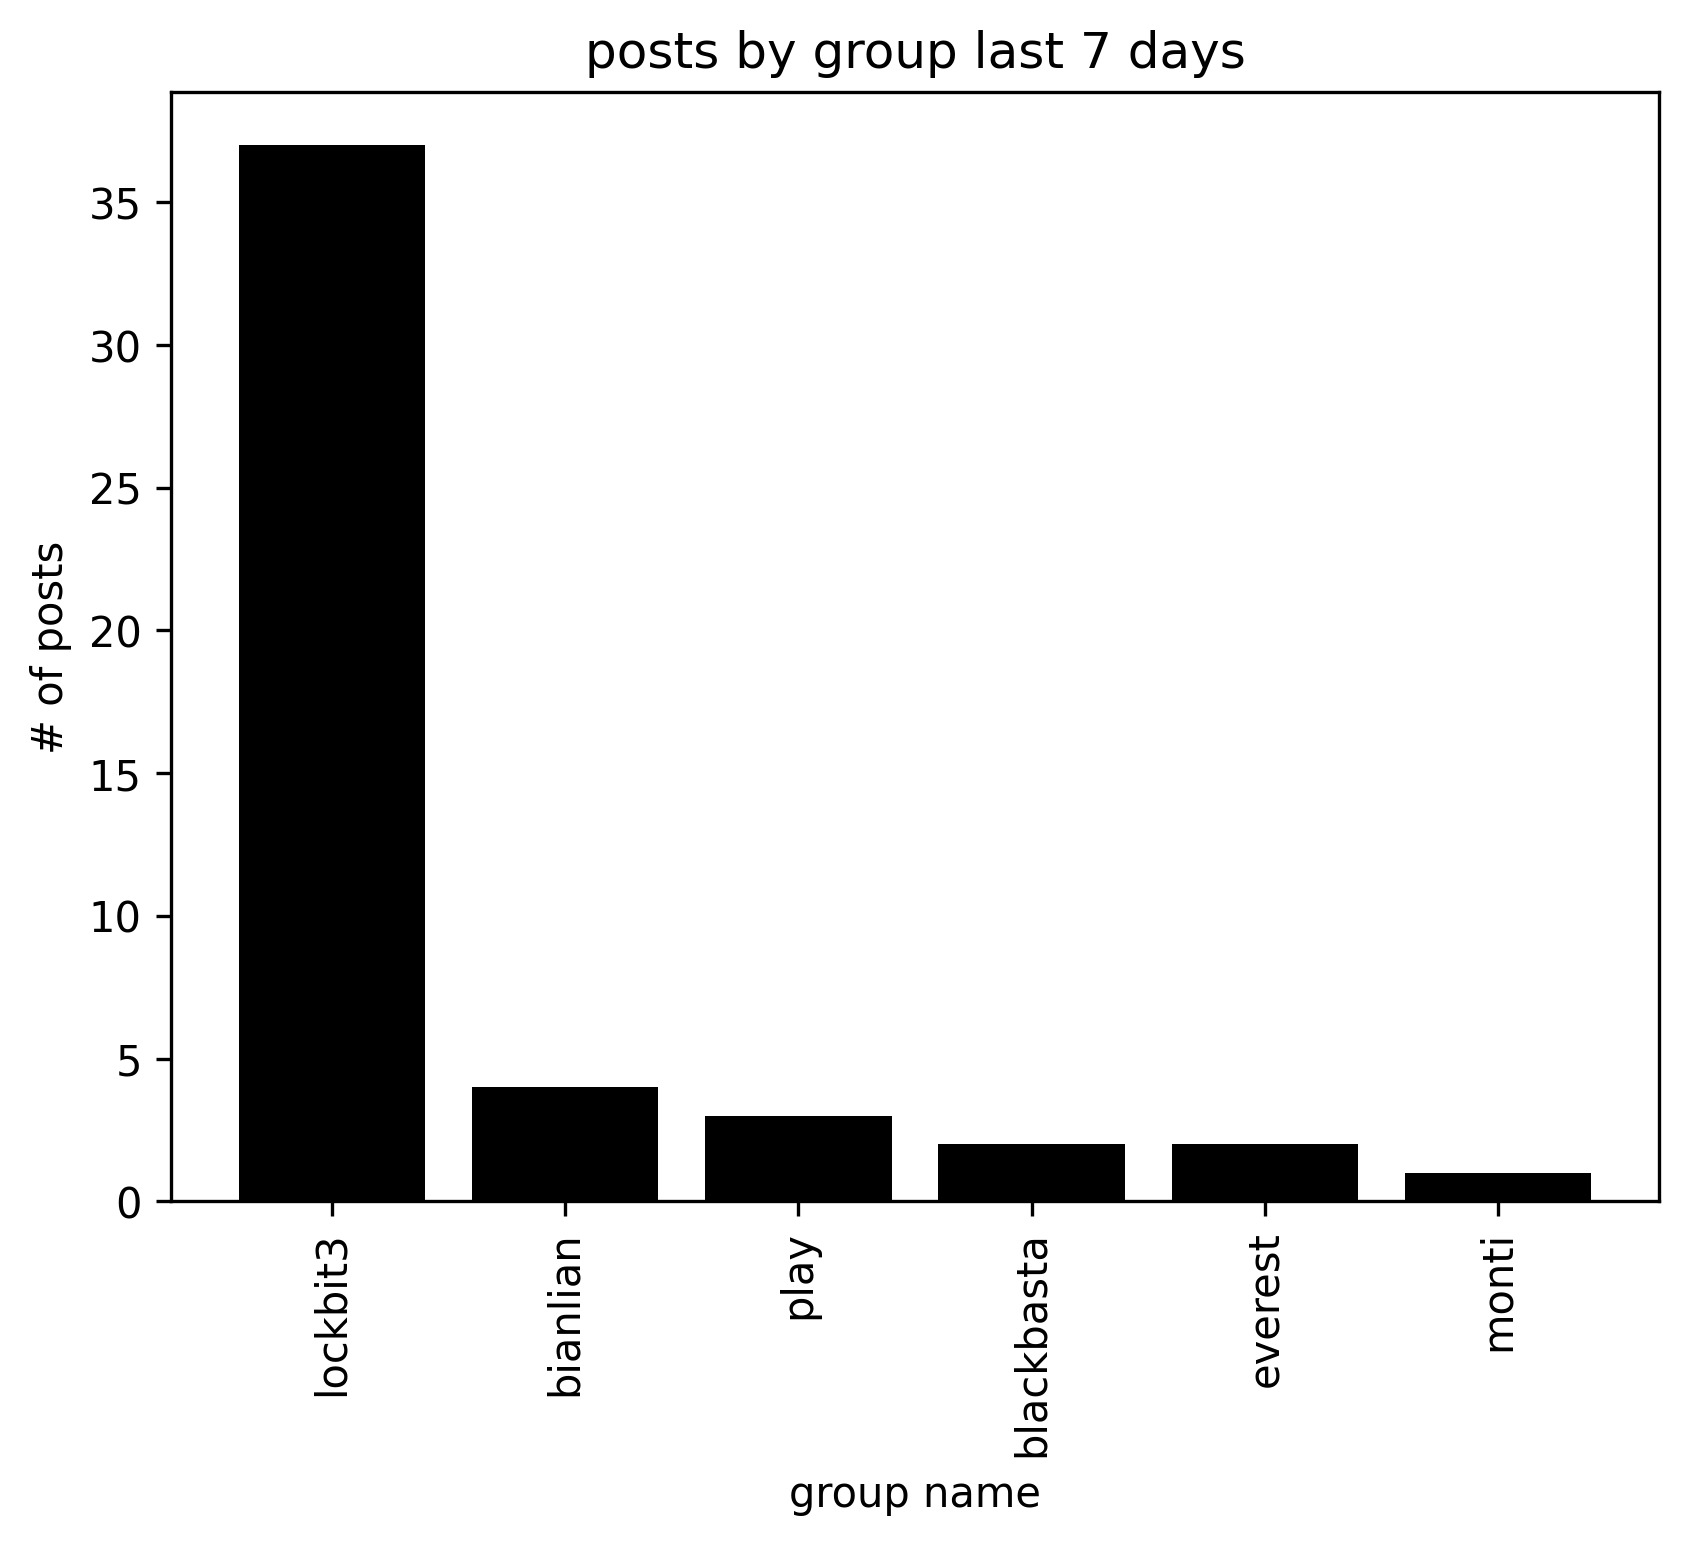 posts by group last 7 days
35
30
25
20
15
10
5
0
# of posts
lockbit3
bianlian
play
blackbasta
everest
monti
group name